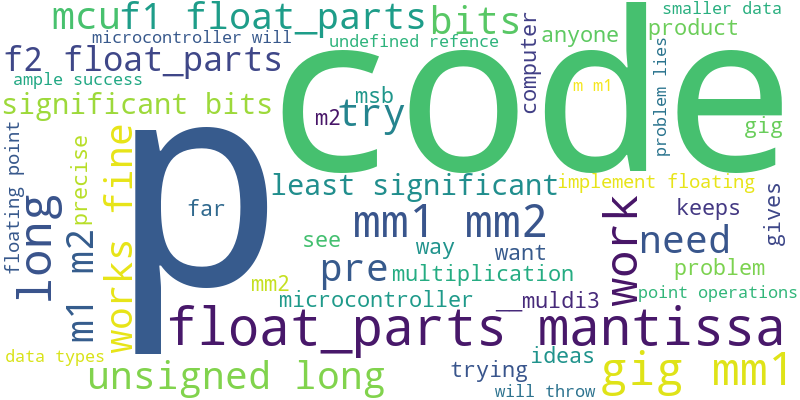 mcu
f1 float_parts
bits
smaller data
microcontroller will
undefined refence
computer
anyone
product
code
f2 float_parts
ample success
msb
m m1
problem lies
significant bits
m2
try
gig
floating point
precise
works fine
p
least significant
implement floating
long
far
mm1 mm2
work
keeps
gives
m1 m2
see
way
want
need
pre
multiplication
problem
mm2
microcontroller
__muldi3
point operations
float_parts mantissa
data types
unsigned long
trying
ideas
will throw
gig mm1